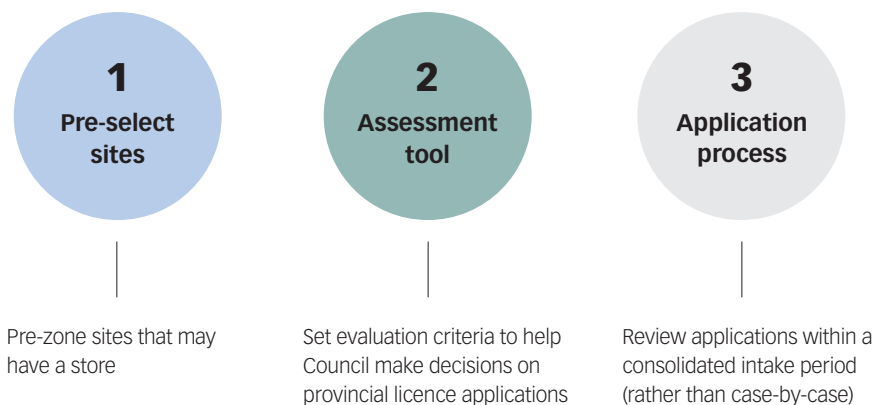 1
Pre-select
sites
Pre-zone sites that may
have a store
2
Assessment
tool
Set evaluation criteria to help
Council make decisions on
provincial licence applications
3
Application
process
Review applications within a
consolidated intake period
(rather than case-by-case)